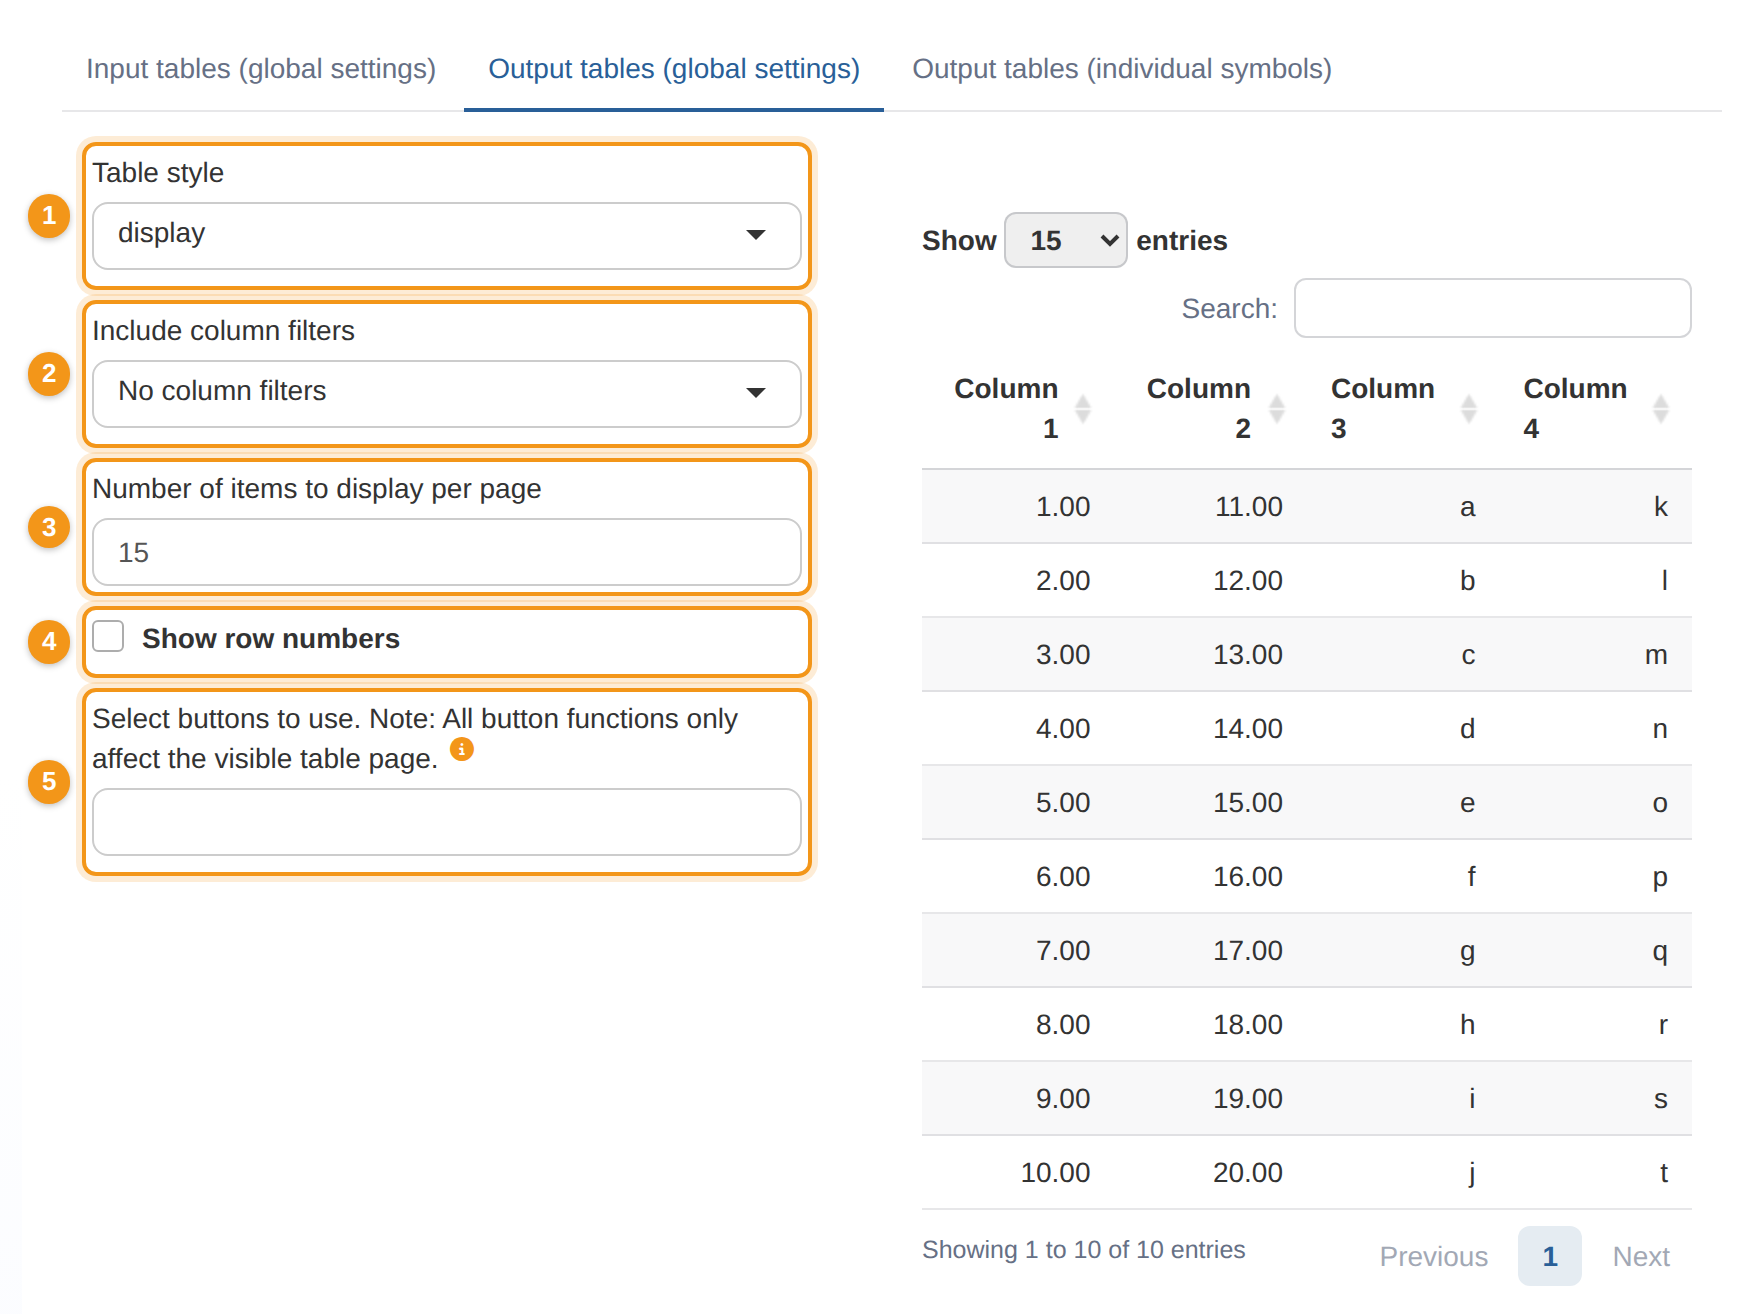 Input tables (global settings) Output tables (global settings) Output tables (individual symbols)
1
Table style
display
2
Include column filters
No column filters
3
Number of items to display per page
15
4
Show row numbers
5
Select buttons to use. Note: All button functions only
affect the visible table page. i
Show 15 entries
Search:
Column 1 Column 2 Column 3 Column 4
1.00 11.00 a k
2.00 12.00 b l
3.00 13.00 c m
4.00 14.00 d n
5.00 15.00 e o
6.00 16.00 f p
7.00 17.00 g q
8.00 18.00 h r
9.00 19.00 i s
10.00 20.00 j t
Showing 1 to 10 of 10 entries
Previous 1 Next